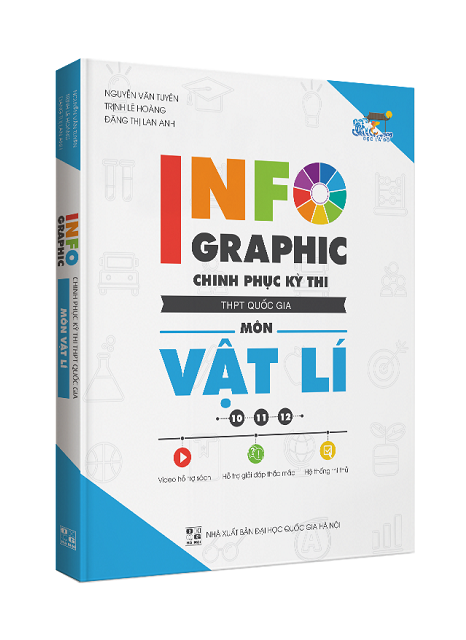 NGUYỄN VĂN TUYÊN
TRỊNH LÊ HOÀNG
ĐẶNG THỊ LAN ANH
INFO
GRAPHIC
CHINH PHỤC KỲ THI
THPT QUỐC GIA
MÔN
VẬT LÍ
10 11 12
Video hỗ trợ sách
Hỗ trợ giải đáp thắc mắc
Hệ thống thi thử
NHÀ XUẤT BẢN ĐẠI HỌC QUỐC GIA HÀ NỘI
INFO
GRAPHIC
CHINH PHỤC KỲ THI THPT QUỐC GIA
MÔN VẬT LÍ